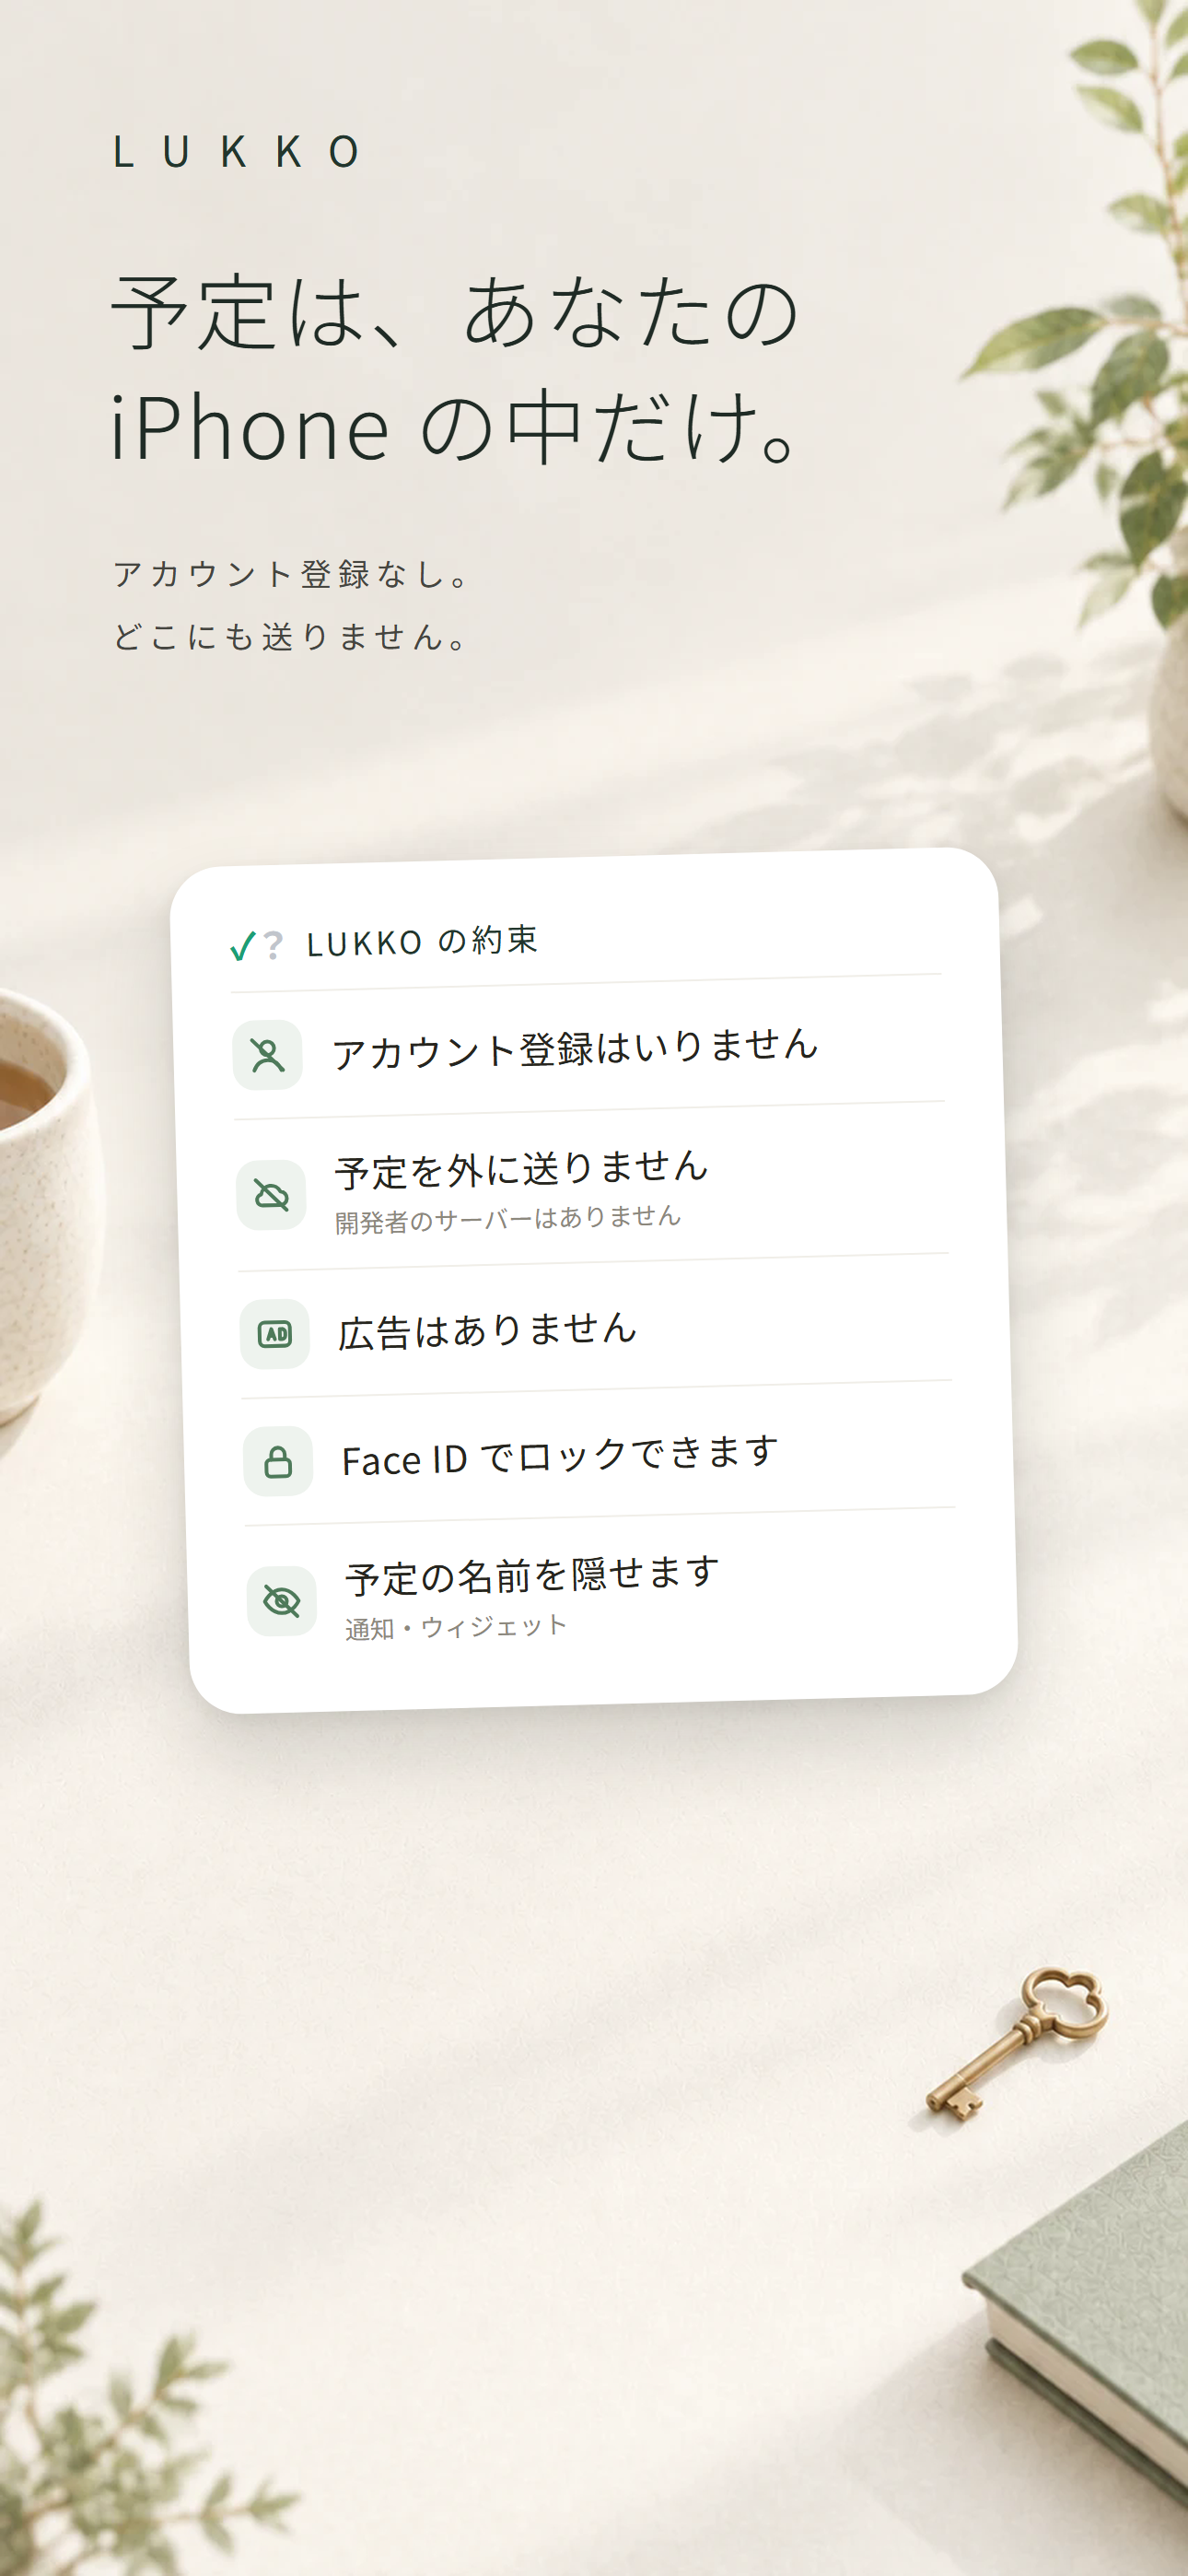 LUKKO
予定は、あなたの
iPhone の中だけ。
アカウント登録なし。
どこにも送りません。
✓? LUKKO の約束
アカウント登録はいりません
予定を外に送りません
開発者のサーバーはありません
AD
広告はありません
Face ID でロックできます
予定の名前を隠せます
通知・ウィジェット